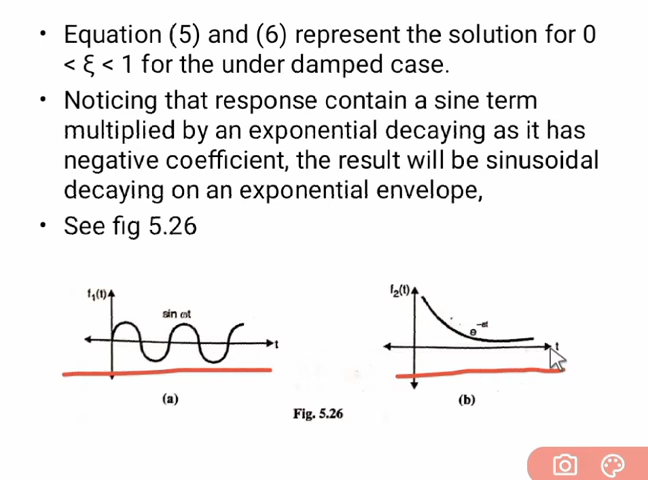 • Equation (5) and (6) represent the solution for 0
< ξ < 1 for the under damped case.
• Noticing that response contain a sine term
multiplied by an exponential decaying as it has
negative coefficient, the result will be sinusoidal
decaying on an exponential envelope,
• See fig 5.26
f₁(t)
sin ωt
t
(a)
f₂(t)
e⁻ᵃᵗ
t
(b)
Fig. 5.26